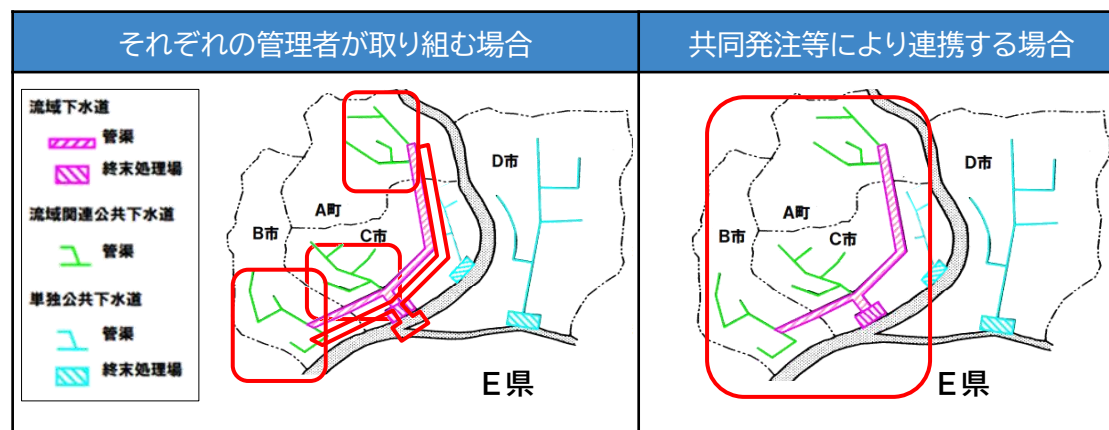 それぞれの管理者が取り組む場合
共同発注等により連携する場合
流域下水道
管渠
終末処理場
流域関連公共下水道
管渠
単独公共下水道
管渠
終末処理場
D市
A町
B市
C市
E県
D市
A町
B市
C市
E県